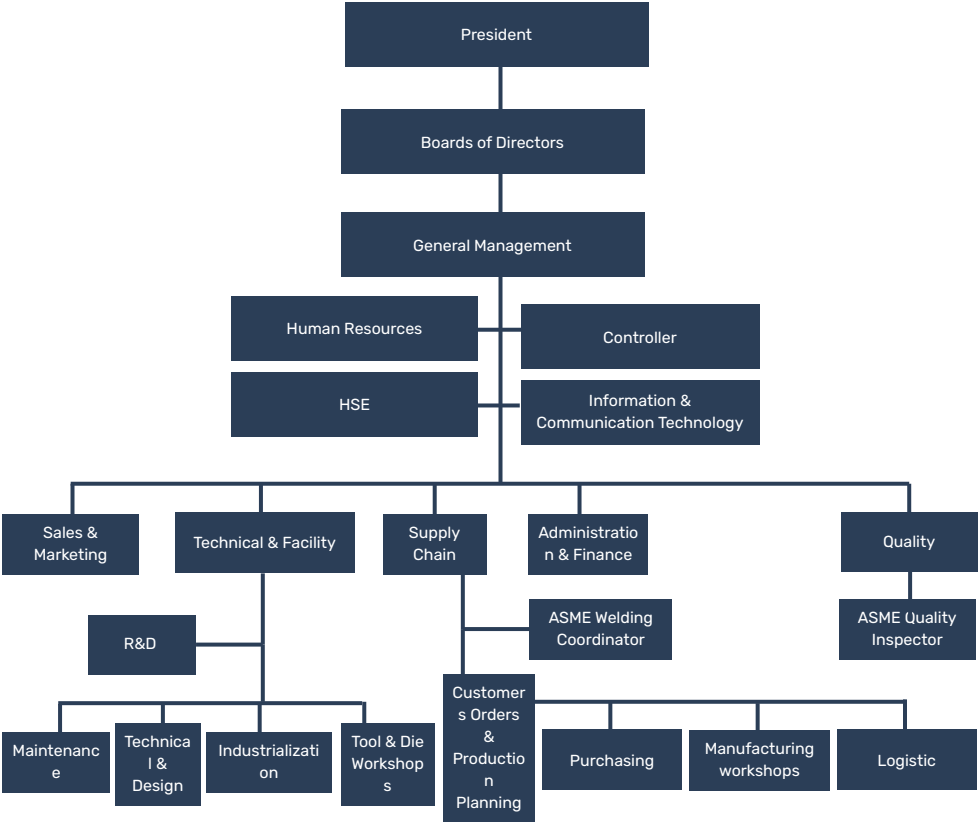 President
Boards of Directors
General Management
Human Resources
Controller
HSE
Information &
Communication Technology
Sales &
Marketing
Technical & Facility
Supply
Chain
Administratio
n & Finance
Quality
R&D
ASME Welding
Coordinator
ASME Quality
Inspector
Maintenanc
e
Technica
l &
Design
Industrializati
on
Tool & Die
Workshop
s
Customer
s Orders
&
Productio
n
Planning
Purchasing
Manufacturing
workshops
Logistic